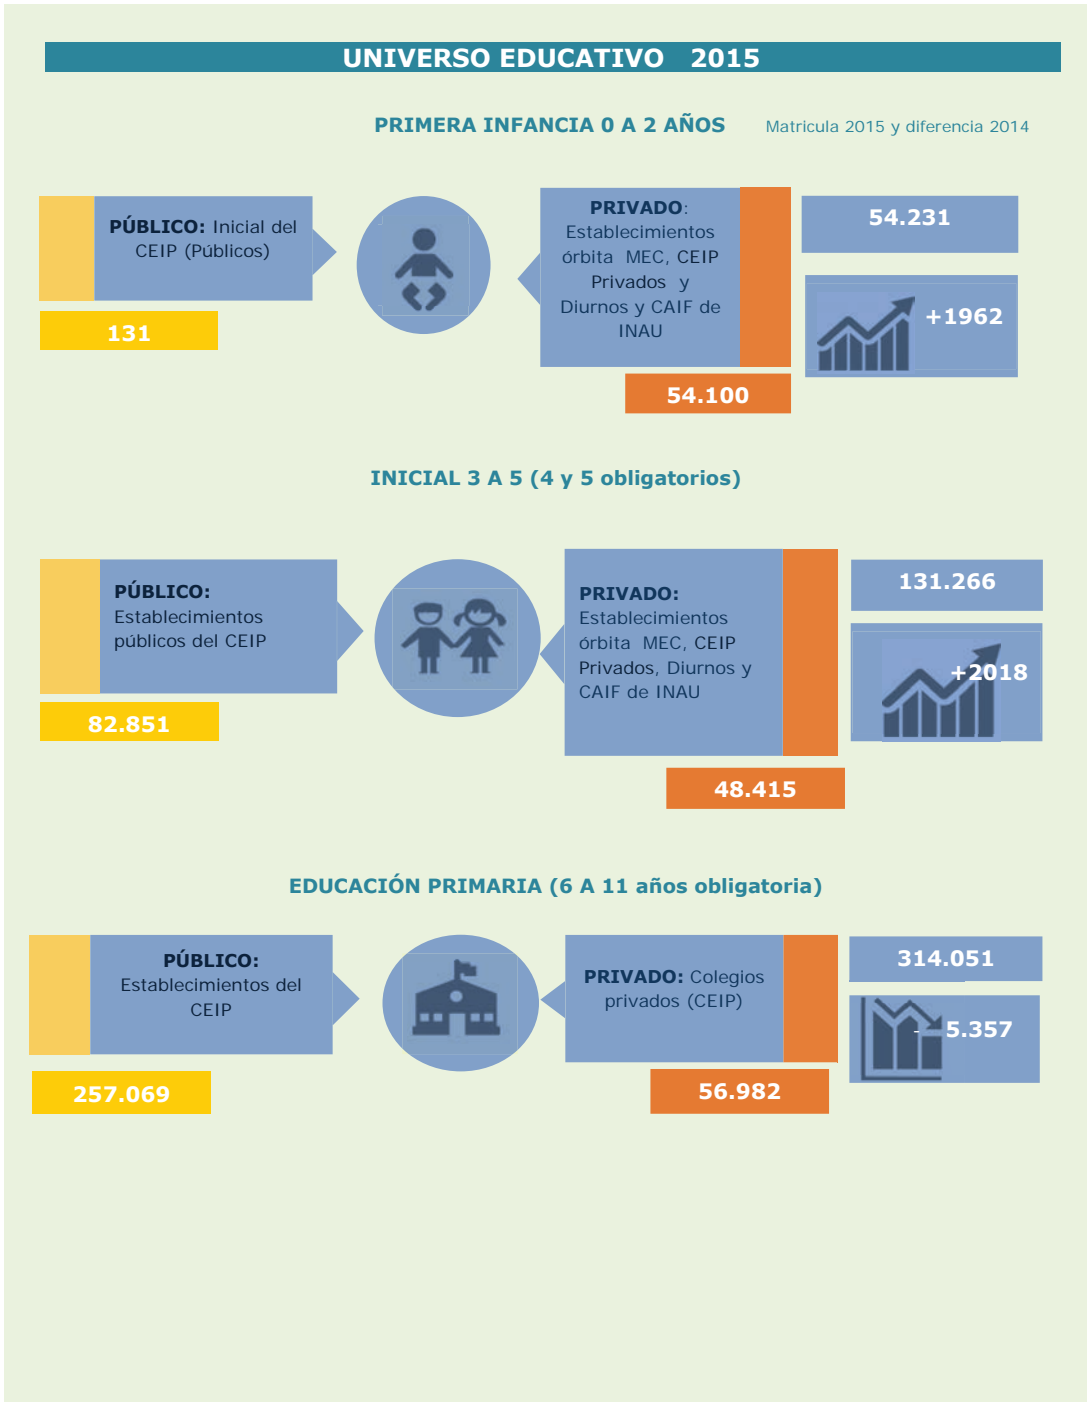 UNIVERSO EDUCATIVO 2015
PRIMERA INFANCIA 0 A 2 AÑOS
Matricula 2015 y diferencia 2014
PÚBLICO: Inicial del
CEIP (Públicos)
131
PRIVADO:
Establecimientos
órbita MEC, CEIP
Privados y
Diurnos y CAIF de
INAU
54.100
54.231
+1962
INICIAL 3 A 5 (4 y 5 obligatorios)
PÚBLICO:
Establecimientos
públicos del CEIP
82.851
PRIVADO:
Establecimientos
órbita MEC, CEIP
Privados, Diurnos y
CAIF de INAU
48.415
131.266
+2018
EDUCACIÓN PRIMARIA (6 A 11 años obligatoria)
PÚBLICO:
Establecimientos del
CEIP
257.069
PRIVADO: Colegios
privados (CEIP)
56.982
314.051
- 5.357